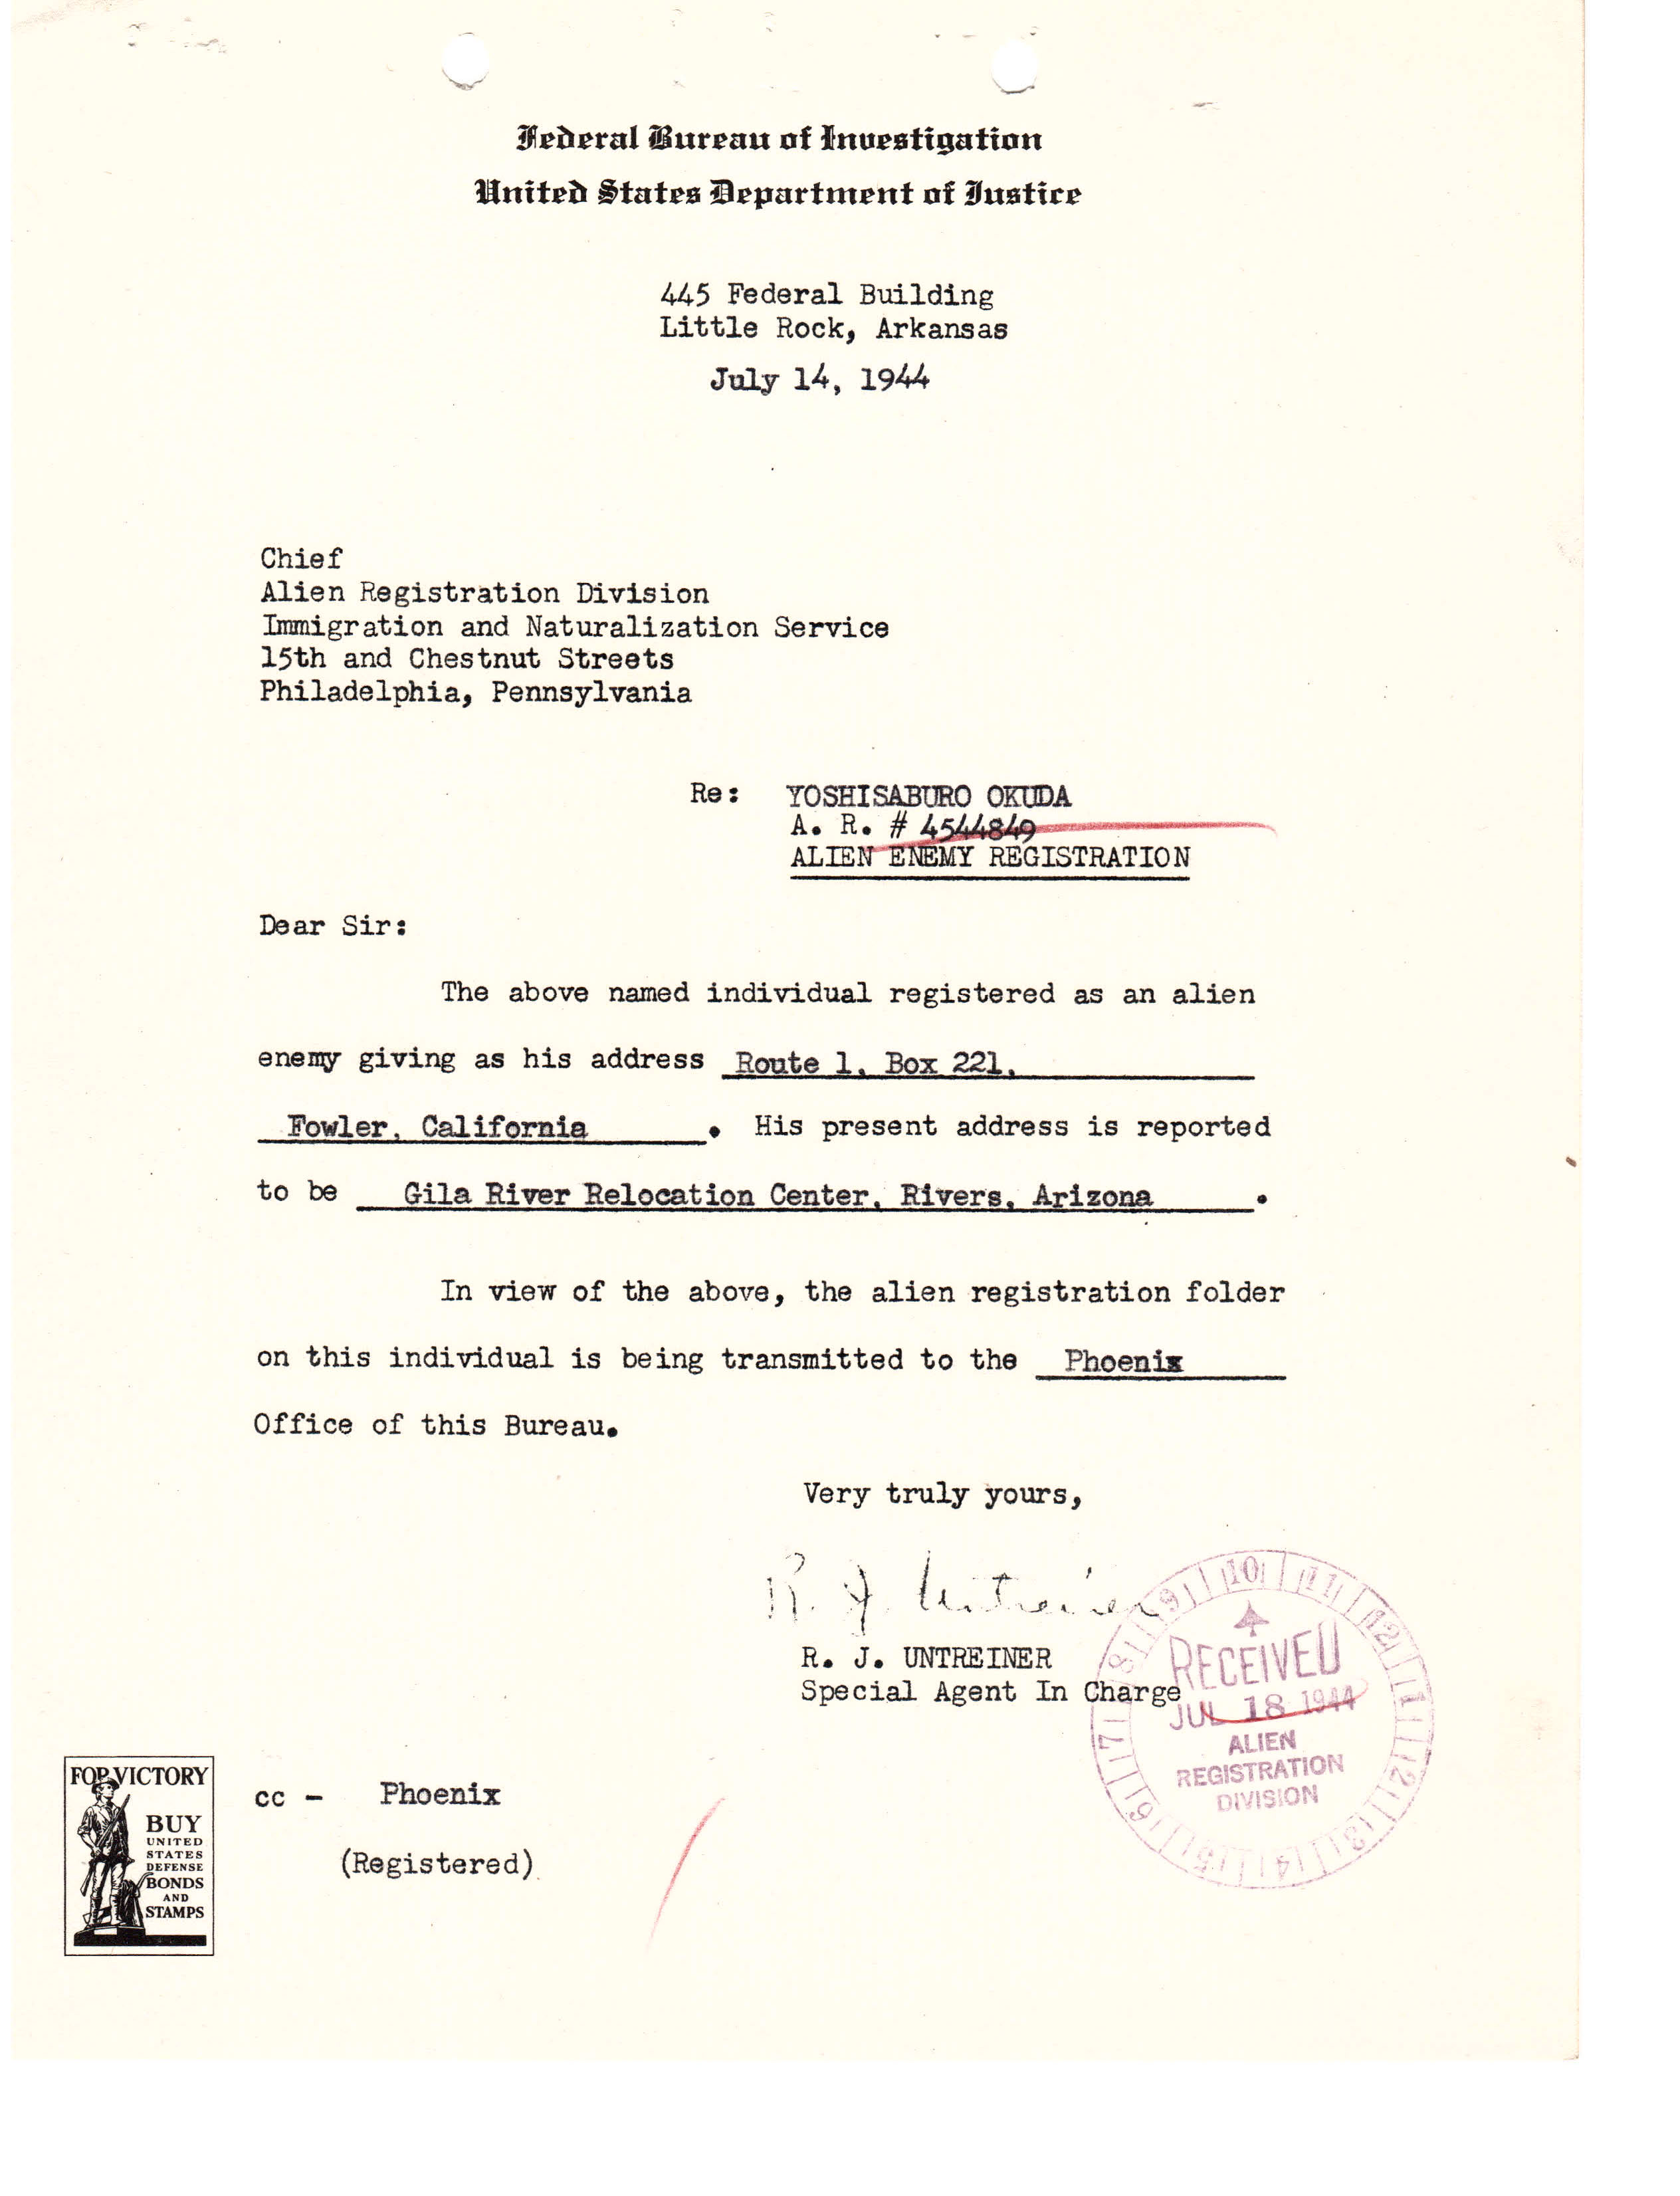 Federal Bureau of Investigation
United States Department of Justice
445 Federal Building
Little Rock, Arkansas
July 14, 1944
Chief
Alien Registration Division
Immigration and Naturalization Service
15th and Chestnut Streets
Philadelphia, Pennsylvania
Re: YOSHISABURO OKUDA
A. R. # 4544849
ALIEN ENEMY REGISTRATION
Dear Sir:
The above named individual registered as an alien
enemy giving as his address Route 1, Box 221,
Fowler, California. His present address is reported
to be Gila River Relocation Center, Rivers, Arizona.
In view of the above, the alien registration folder
on this individual is being transmitted to the Phoenix
Office of this Bureau.
Very truly yours,
R. J. Untreiner
R. J. UNTREINER
Special Agent In Charge
9 10 11 12 1 2 3 4 5 6 7 8
RECEIVED
JUL 18 1944
ALIEN
REGISTRATION
DIVISION
FOR VICTORY
BUY
UNITED
STATES
DEFENSE
BONDS
AND
STAMPS
cc - Phoenix
(Registered)